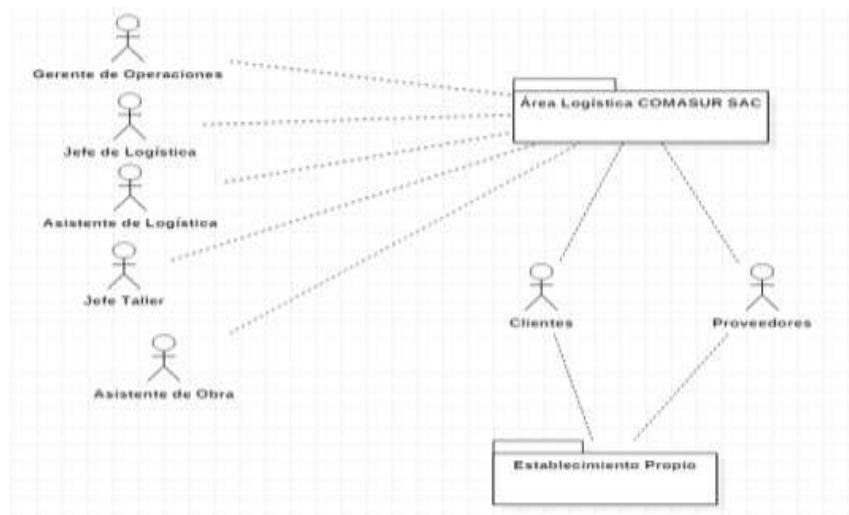 Gerente de Operaciones
Área Logística COMASUR SAC
Jefe de Logística
Asistente de Logística
Jefe Taller
Clientes
Proveedores
Asistente de Obra
Establecimiento Propio